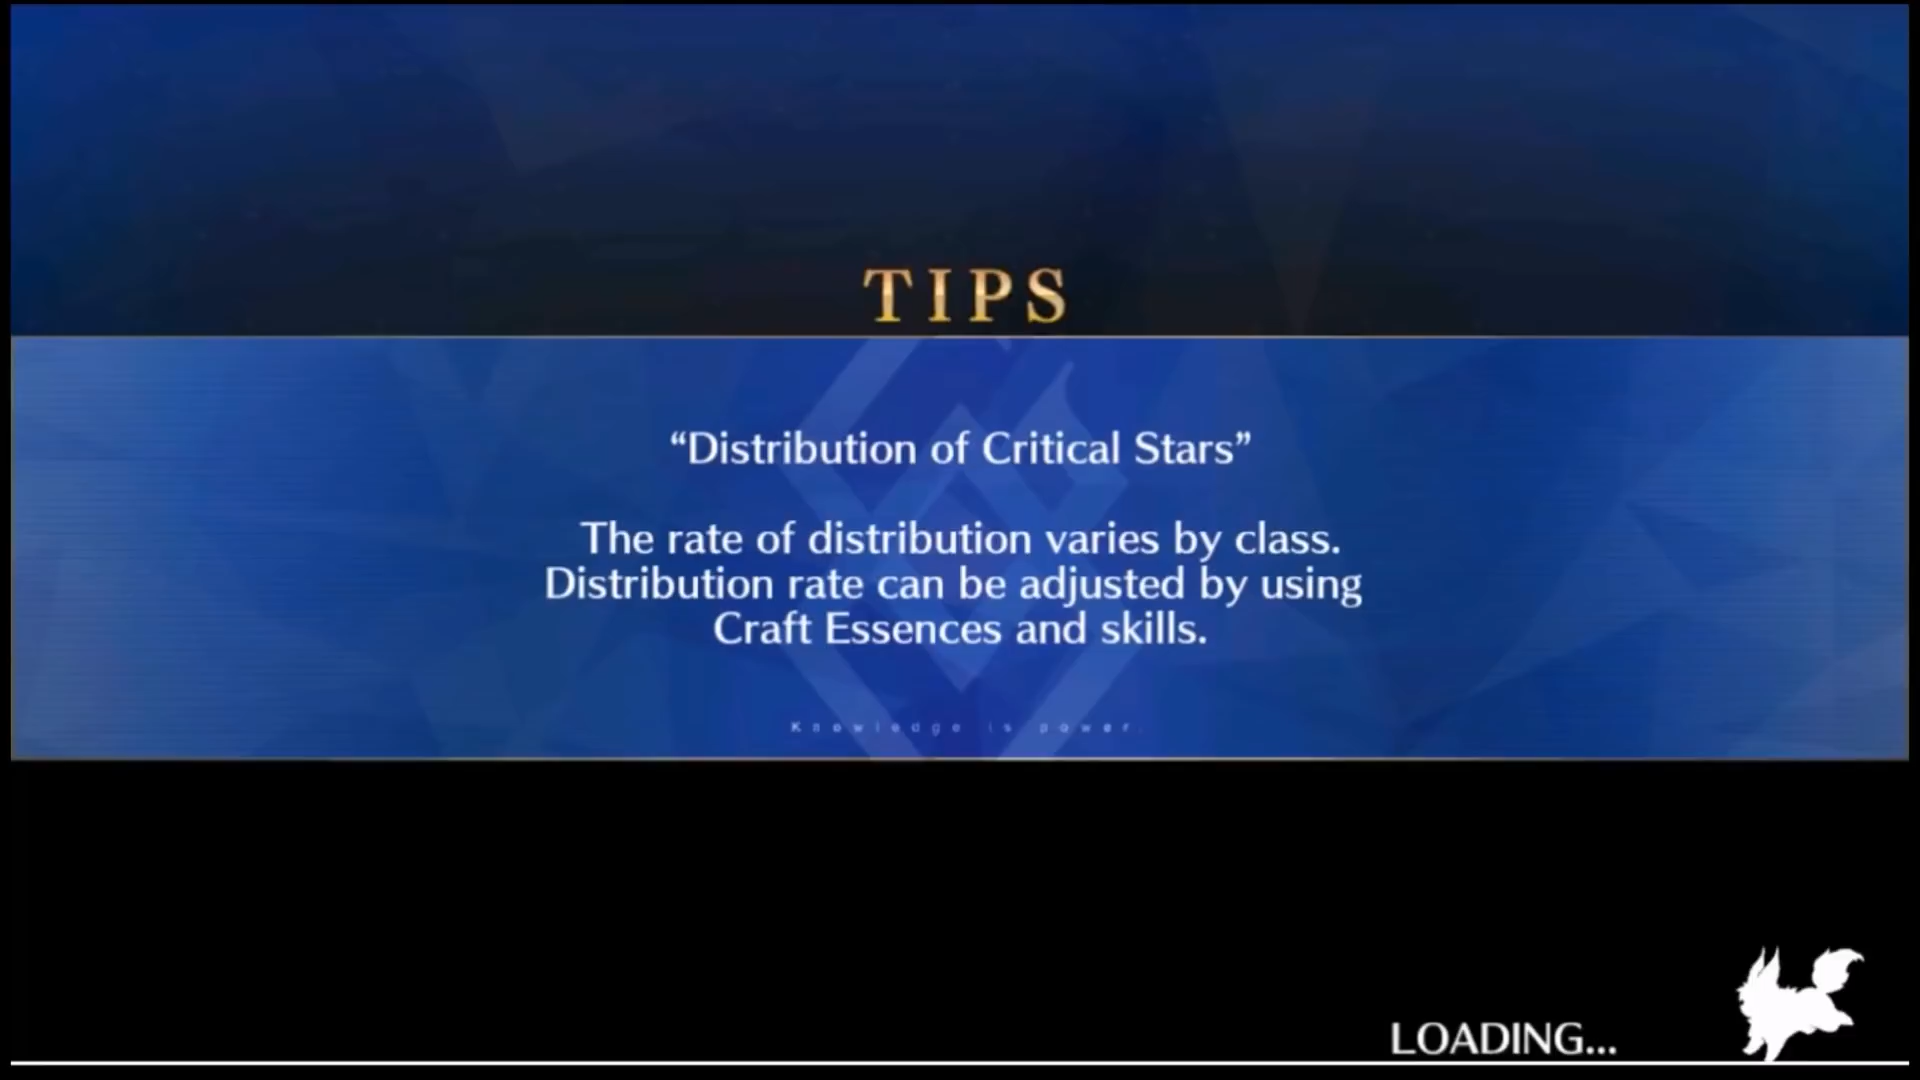 TIPS
“Distribution of Critical Stars”
The rate of distribution varies by class.
Distribution rate can be adjusted by using
Craft Essences and skills.
Knowledge is power.
LOADING...